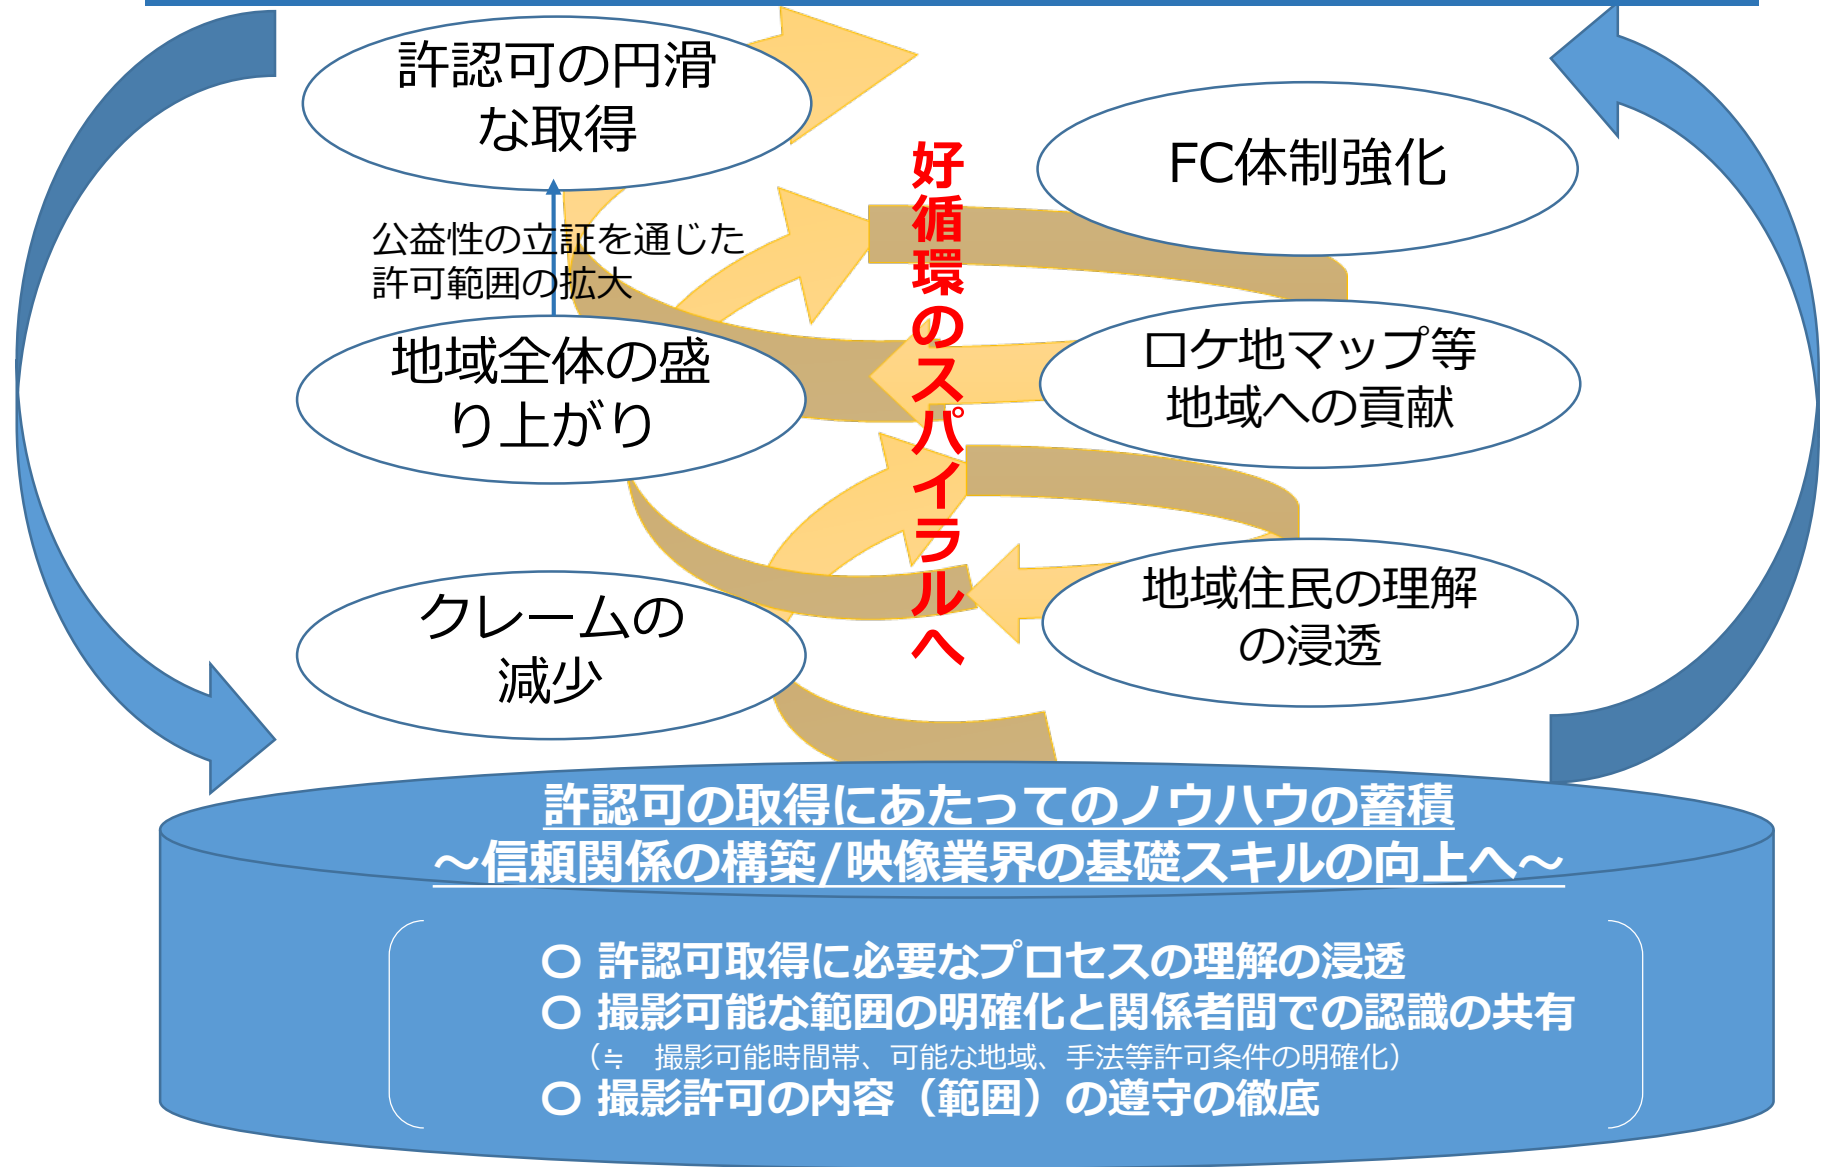 許認可の円滑
な取得
FC体制強化
公益性の立証を通じた
許可範囲の拡大
好循環のスパイラルへ
地域全体の盛
り上がり
ロケ地マップ等
地域への貢献
クレームの
減少
地域住民の理解
の浸透
許認可の取得にあたってのノウハウの蓄積
～信頼関係の構築/映像業界の基礎スキルの向上へ～
〇 許認可取得に必要なプロセスの理解の浸透
〇 撮影可能な範囲の明確化と関係者間での認識の共有
（≒　撮影可能時間帯、可能な地域、手法等許可条件の明確化）
〇 撮影許可の内容（範囲）の遵守の徹底